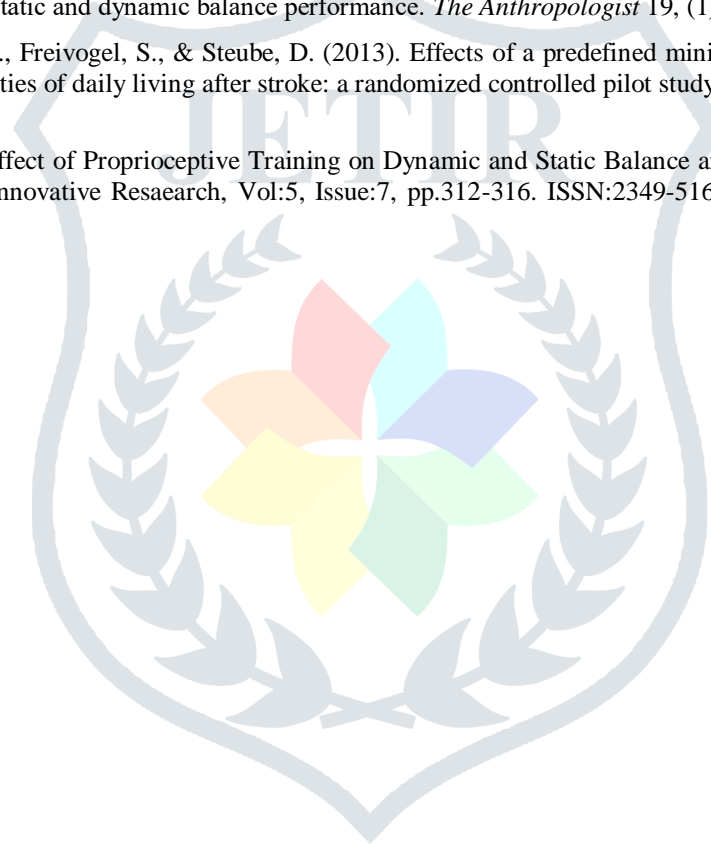 tatic and dynamic balance performance. The Anthropologist 19, (1)
., Freivogel, S., & Steube, D. (2013). Effects of a predefined mini
ties of daily living after stroke: a randomized controlled pilot study
JETIR
ffect of Proprioceptive Training on Dynamic and Static Balance a
nnovative Resaearch, Vol:5, Issue:7, pp.312-316. ISSN:2349-516